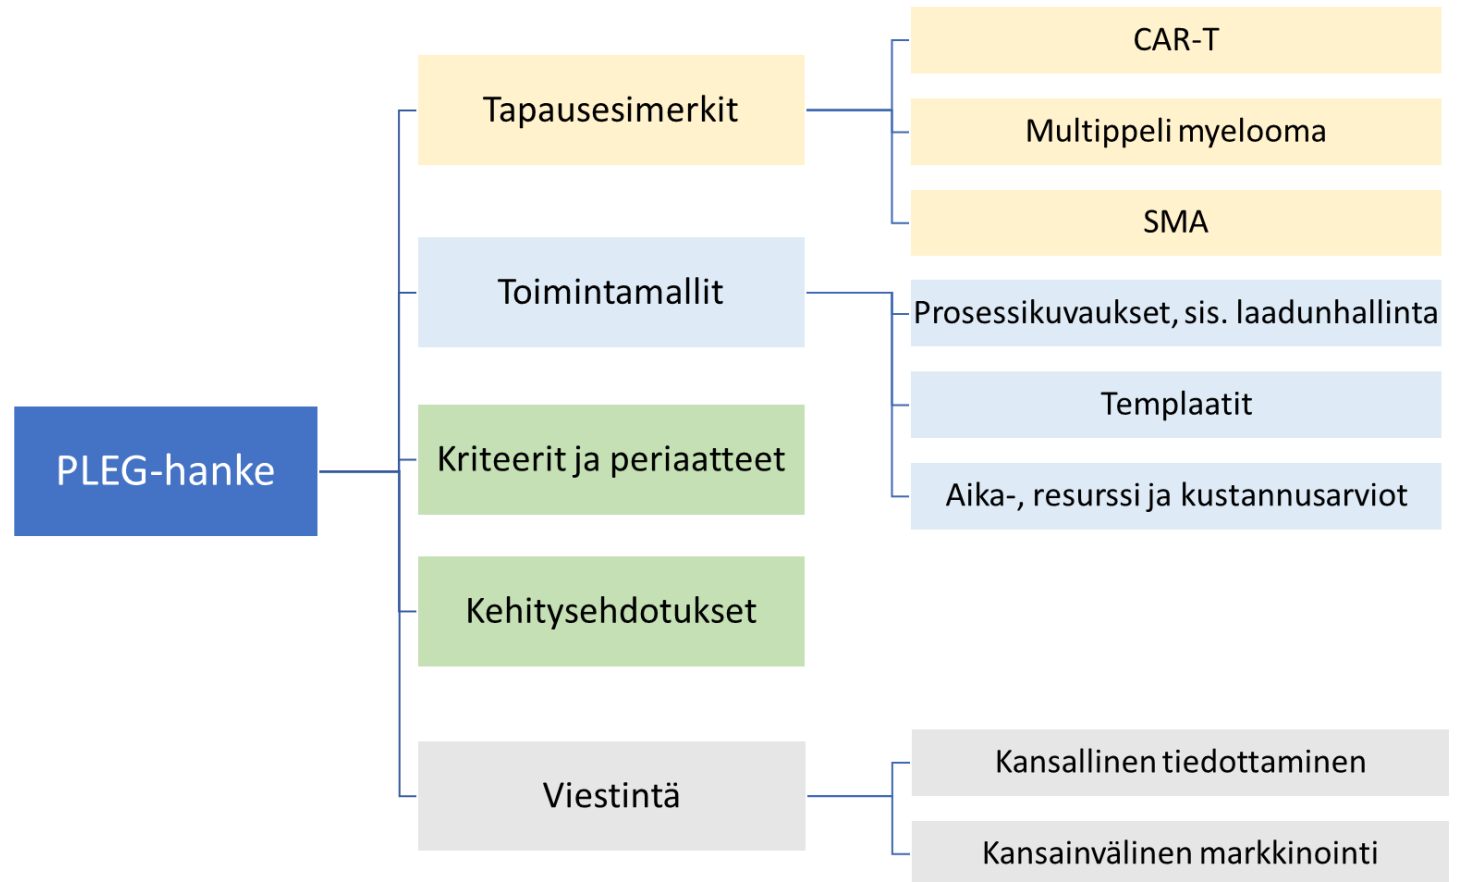 PLEG-hanke
Tapausesimerkit
CAR-T
Multippeli myelooma
SMA
Toimintamallit
Prosessikuvaukset, sis. laadunhallinta
Templaatit
Aika-, resurssi ja kustannusarviot
Kriteerit ja periaatteet
Kehitysehdotukset
Viestintä
Kansallinen tiedottaminen
Kansainvälinen markkinointi